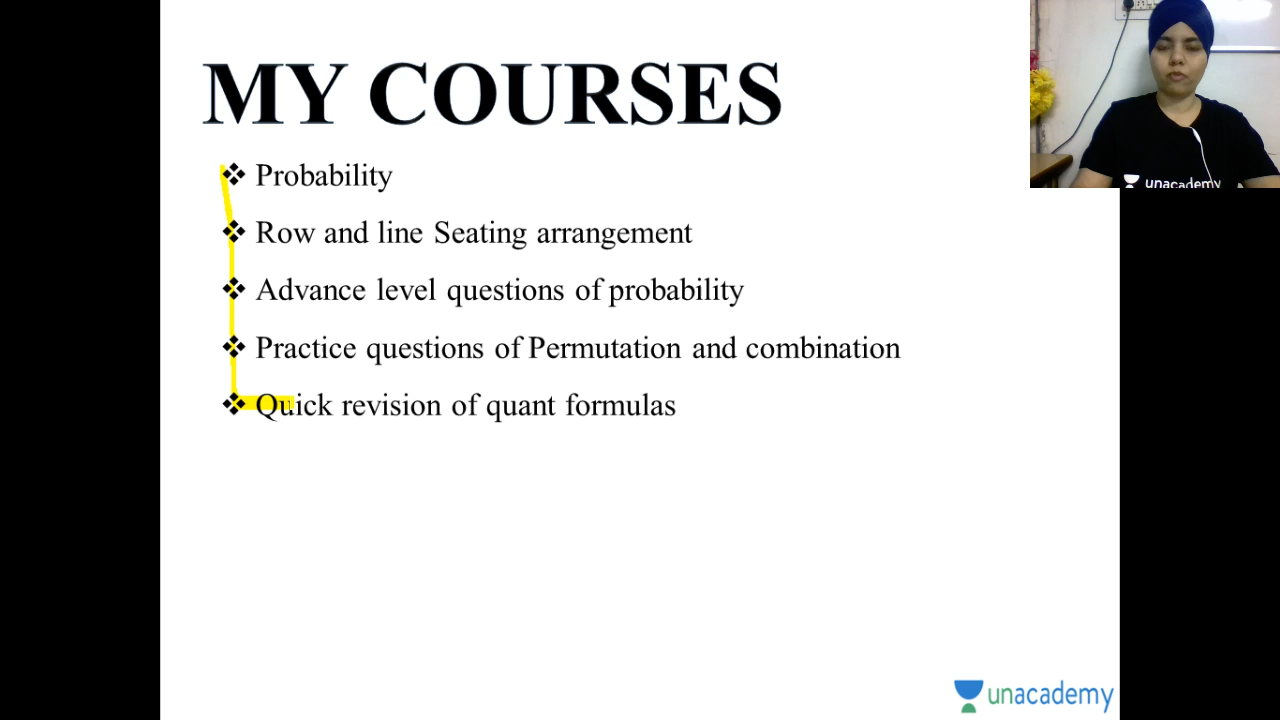 MY COURSES
Probability
Row and line Seating arrangement
Advance level questions of probability
Practice questions of Permutation and combination
Quick revision of quant formulas
unacademy
unacademy